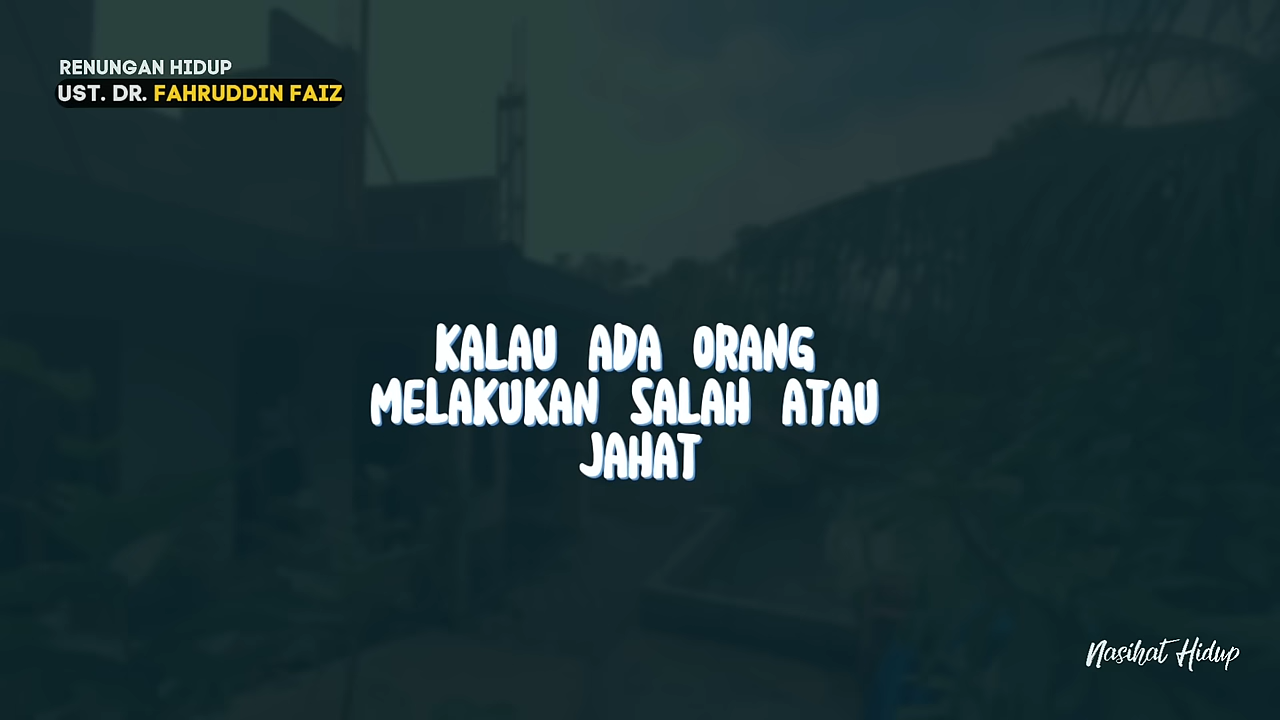 RENUNGAN HIDUP
UST. DR. FAHRUDDIN FAIZ
KALAU ADA ORANG
MELAKUKAN SALAH ATAU
JAHAT
Nasihat Hidup